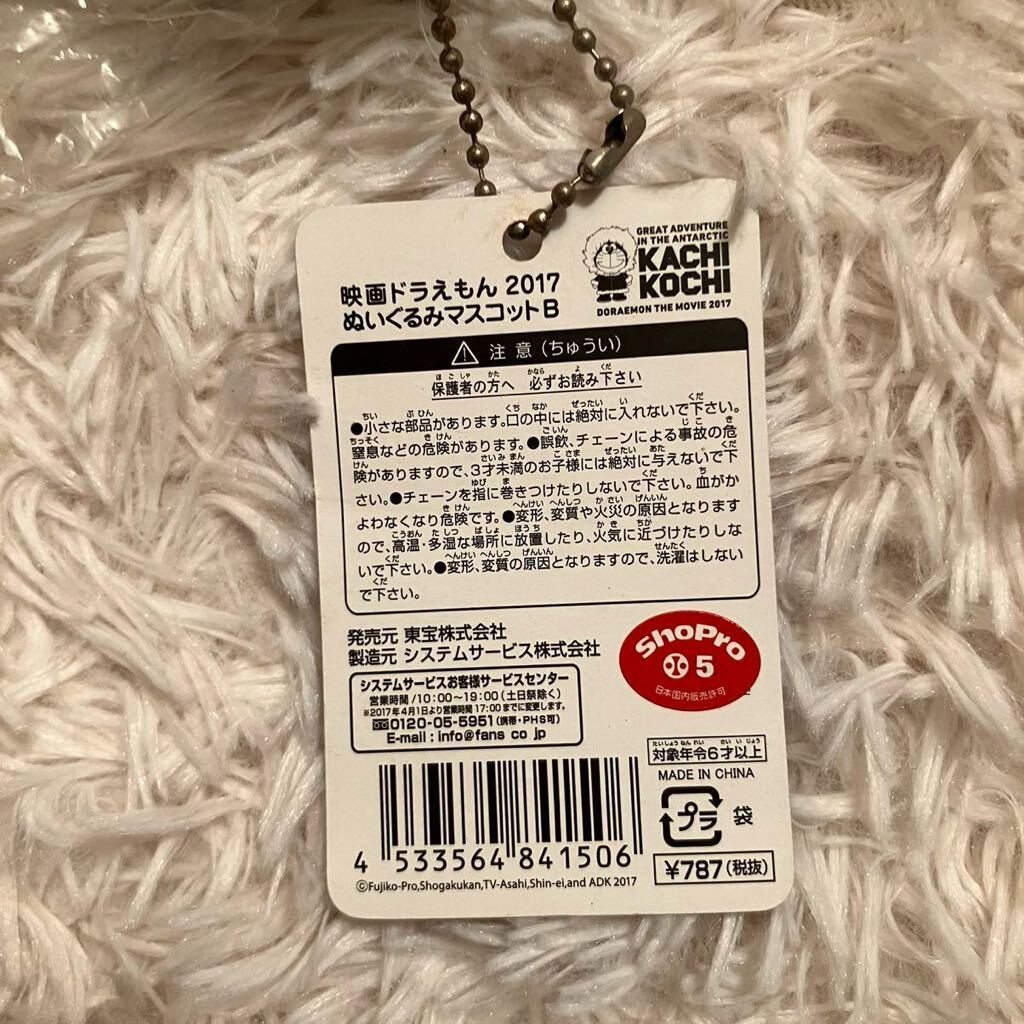 GREAT ADVENTURE
IN THE ANTARCTIC
KACHI
KOCHI
DORAEMON THE MOVIE 2017
映画ドラえもん 2017
ぬいぐるみマスコットB
注意(ちゅうい)
保護者の方へ 必ずお読み下さい
●小さな部品があります。口の中には絶対に入れないで下さい。
窒息などの危険があります。●誤飲、チェーンによる事故の危
険がありますので、3才未満のお子様には絶対に与えないで下
さい。●チェーンを指に巻きつけたりしないで下さい。血がか
よわなくなり危険です。●変形、変質や火災の原因となります
ので、高温・多湿な場所に放置したり、火気に近づけたりしな
いで下さい。●変形、変質の原因となりますので、洗濯はしない
で下さい。
発売元 東宝株式会社
製造元 システムサービス株式会社
ShoPro
5
日本国内販売許可
システムサービスお客様サービスセンター
営業時間/10:00〜19:00(土日祭除く)
※2017年4月1日より営業時間17:00までに変更します。
0120-05-5951(携帯・PHS可)
E-mail : info@fans co jp
対象年令6才以上
MADE IN CHINA
プラ 袋
¥787(税抜)
4 533564 841506
©Fujiko-Pro,Shogakukan,TV-Asahi,Shin-ei,and ADK 2017